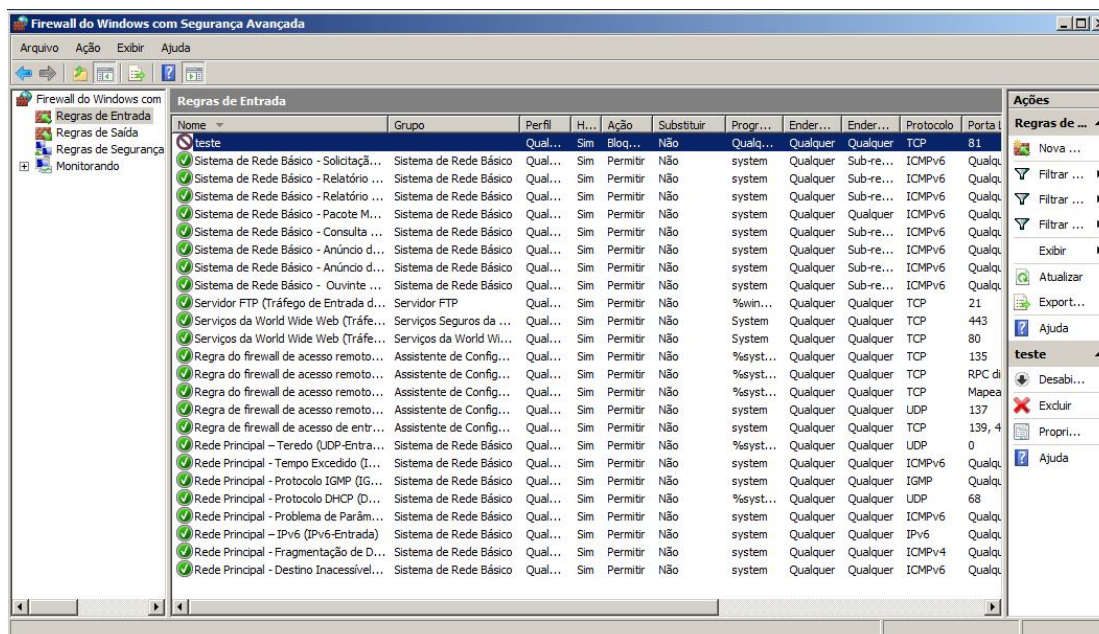 Firewall do Windows com Segurança Avançada
Arquivo Ação Exibir Ajuda
Firewall do Windows com
Regras de Entrada
Regras de Saída
Regras de Segurança
Monitorando
Regras de Entrada
Nome Grupo Perfil H... Ação Substituir Progr... Ender... Ender... Protocolo Porta L
teste Qual... Sim Bloq... Não Qualq... Qualquer Qualquer TCP 81
Sistema de Rede Básico - Solicitaçã... Sistema de Rede Básico Qual... Sim Permitir Não system Qualquer Sub-re... ICMPv6 Qualqu
Sistema de Rede Básico - Relatório ... Sistema de Rede Básico Qual... Sim Permitir Não system Qualquer Sub-re... ICMPv6 Qualqu
Sistema de Rede Básico - Relatório ... Sistema de Rede Básico Qual... Sim Permitir Não system Qualquer Sub-re... ICMPv6 Qualqu
Sistema de Rede Básico - Pacote M... Sistema de Rede Básico Qual... Sim Permitir Não system Qualquer Qualquer ICMPv6 Qualqu
Sistema de Rede Básico - Consulta ... Sistema de Rede Básico Qual... Sim Permitir Não system Qualquer Sub-re... ICMPv6 Qualqu
Sistema de Rede Básico - Anúncio d... Sistema de Rede Básico Qual... Sim Permitir Não system Qualquer Sub-re... ICMPv6 Qualqu
Sistema de Rede Básico - Anúncio d... Sistema de Rede Básico Qual... Sim Permitir Não system Qualquer Sub-re... ICMPv6 Qualqu
Sistema de Rede Básico - Ouvinte ... Sistema de Rede Básico Qual... Sim Permitir Não system Qualquer Sub-re... ICMPv6 Qualqu
Servidor FTP (Tráfego de Entrada d... Servidor FTP Qual... Sim Permitir Não %win... Qualquer Qualquer TCP 21
Serviços da World Wide Web (Tráfe... Serviços Seguros da ... Qual... Sim Permitir Não System Qualquer Qualquer TCP 443
Serviços da World Wide Web (Tráfe... Serviços da World Wi... Qual... Sim Permitir Não System Qualquer Qualquer TCP 80
Regra do firewall de acesso remoto... Assistente de Config... Qual... Sim Permitir Não %syst... Qualquer Qualquer TCP 135
Regra do firewall de acesso remoto... Assistente de Config... Qual... Sim Permitir Não %syst... Qualquer Qualquer TCP RPC di
Regra do firewall de acesso remoto... Assistente de Config... Qual... Sim Permitir Não %syst... Qualquer Qualquer TCP Mapea
Regra de firewall de acesso remoto... Assistente de Config... Qual... Sim Permitir Não system Qualquer Qualquer UDP 137
Regra de firewall de acesso de entr... Assistente de Config... Qual... Sim Permitir Não system Qualquer Qualquer TCP 139, 4
Rede Principal – Teredo (UDP-Entra... Sistema de Rede Básico Qual... Sim Permitir Não %syst... Qualquer Qualquer UDP 0
Rede Principal - Tempo Excedido (I... Sistema de Rede Básico Qual... Sim Permitir Não system Qualquer Qualquer ICMPv6 Qualqu
Rede Principal - Protocolo IGMP (IG... Sistema de Rede Básico Qual... Sim Permitir Não system Qualquer Qualquer IGMP Qualqu
Rede Principal - Protocolo DHCP (D... Sistema de Rede Básico Qual... Sim Permitir Não %syst... Qualquer Qualquer UDP 68
Rede Principal - Problema de Parâm... Sistema de Rede Básico Qual... Sim Permitir Não system Qualquer Qualquer ICMPv6 Qualqu
Rede Principal – IPv6 (IPv6-Entrada) Sistema de Rede Básico Qual... Sim Permitir Não system Qualquer Qualquer IPv6 Qualqu
Rede Principal - Fragmentação de D... Sistema de Rede Básico Qual... Sim Permitir Não system Qualquer Qualquer ICMPv4 Qualqu
Rede Principal - Destino Inacessível... Sistema de Rede Básico Qual... Sim Permitir Não system Qualquer Qualquer ICMPv6 Qualqu
Ações
Regras de ...
Nova ...
Filtrar ...
Filtrar ...
Filtrar ...
Exibir
Atualizar
Export...
Ajuda
teste
Desabi...
Excluir
Propri...
Ajuda